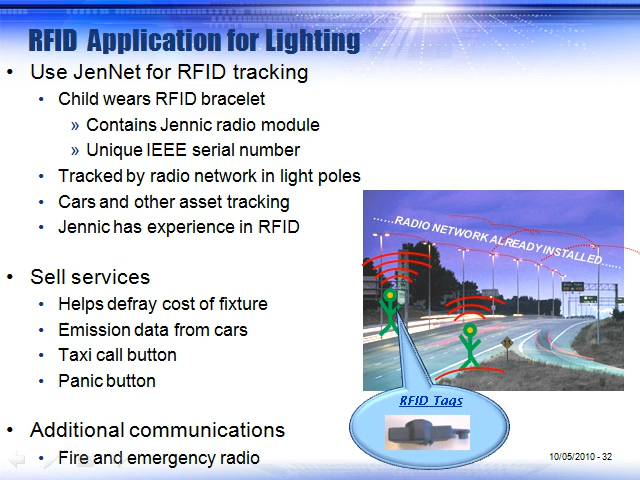 RFID Application for Lighting
• Use JenNet for RFID tracking
• Child wears RFID bracelet
» Contains Jennic radio module
» Unique IEEE serial number
• Tracked by radio network in light poles
• Cars and other asset tracking
• Jennic has experience in RFID
• Sell services
• Helps defray cost of fixture
• Emission data from cars
• Taxi call button
• Panic button
• Additional communications
• Fire and emergency radio
......RADIO NETWORK ALREADY INSTALLED......
RFID Tags
10/05/2010 - 32